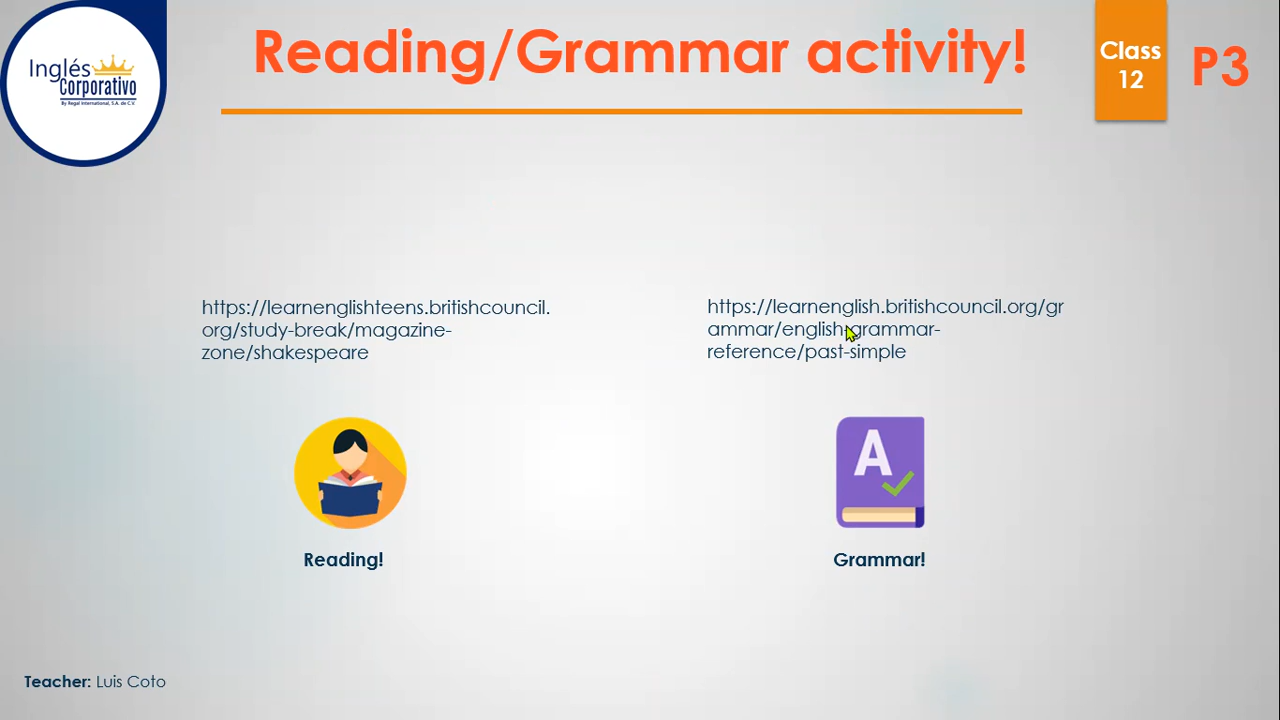 Reading/Grammar activity!
Class
12
P3
Inglés
Corporativo
By Regal International, S.A. de C.V.
https://learnenglishteens.britishcouncil.
org/study-break/magazine-
zone/shakespeare
https://learnenglish.britishcouncil.org/gr
ammar/english-grammar-
reference/past-simple
A
Reading!
Grammar!
Teacher: Luis Coto